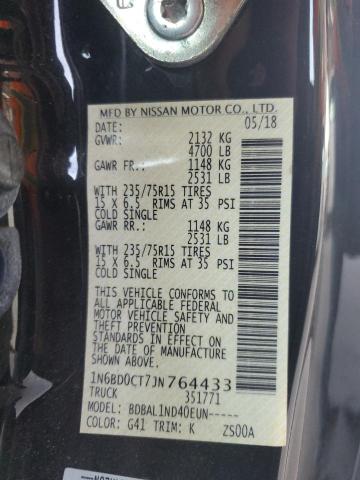 MFD BY NISSAN MOTOR CO., LTD.
DATE: 05/18
GVWR: 2132 KG
4700 LB
GAWR FR.: 1148 KG
2531 LB
WITH 235/75R15 TIRES
15 X 6.5 RIMS AT 35 PSI
COLD SINGLE
GAWR RR.: 1148 KG
2531 LB
WITH 235/75R15 TIRES
15 X 6.5 RIMS AT 35 PSI
COLD SINGLE
THIS VEHICLE CONFORMS TO
ALL APPLICABLE FEDERAL
MOTOR VEHICLE SAFETY AND
THEFT PREVENTION
STANDARDS IN EFFECT ON
THE DATE OF MANUFACTURE
SHOWN ABOVE.
1N6BD0CT7JN764433
TRUCK 351771
MODEL: BDBAL1ND40EUN-----
COLOR: G41 TRIM: K ZS00A